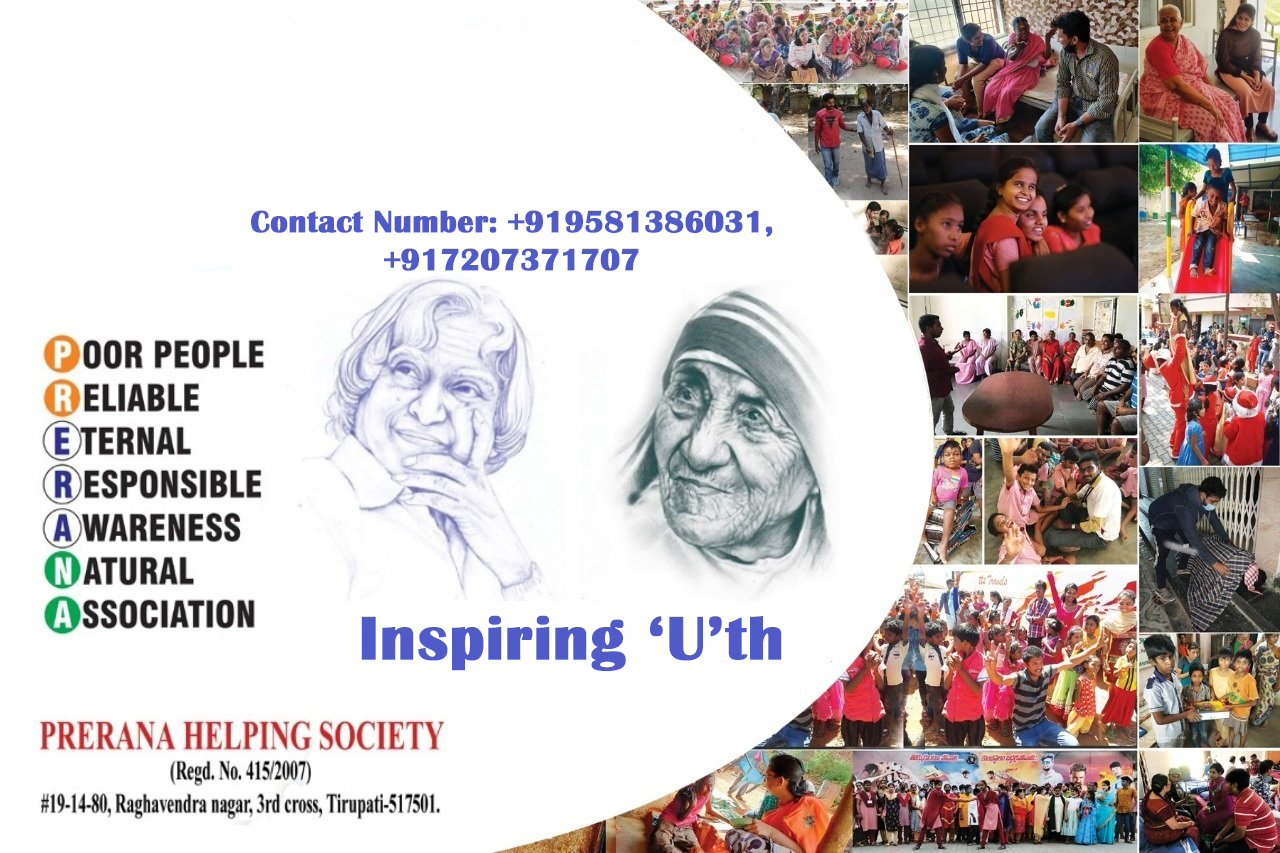 Contact Number: +919581386031,
+917207371707
POOR PEOPLE
RELIABLE
ETERNAL
RESPONSIBLE
AWARENESS
NATURAL
ASSOCIATION
Inspiring ‘U’th
PRERANA HELPING SOCIETY
(Regd. No. 415/2007)
#19-14-80, Raghavendra nagar, 3rd cross, Tirupati-517501.